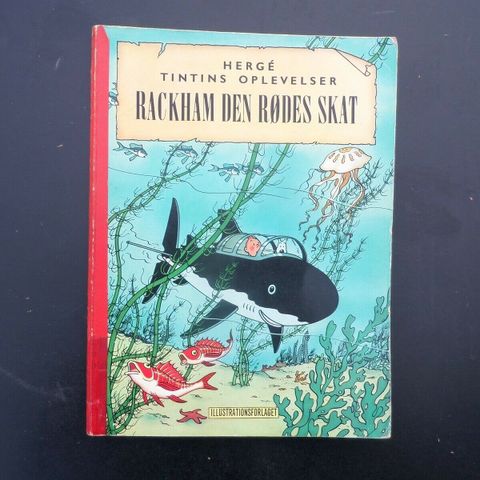 HERGÉ
TINTINS OPLEVELSER
RACKHAM DEN RØDES SKAT
ILLUSTRATIONSFORLAGET